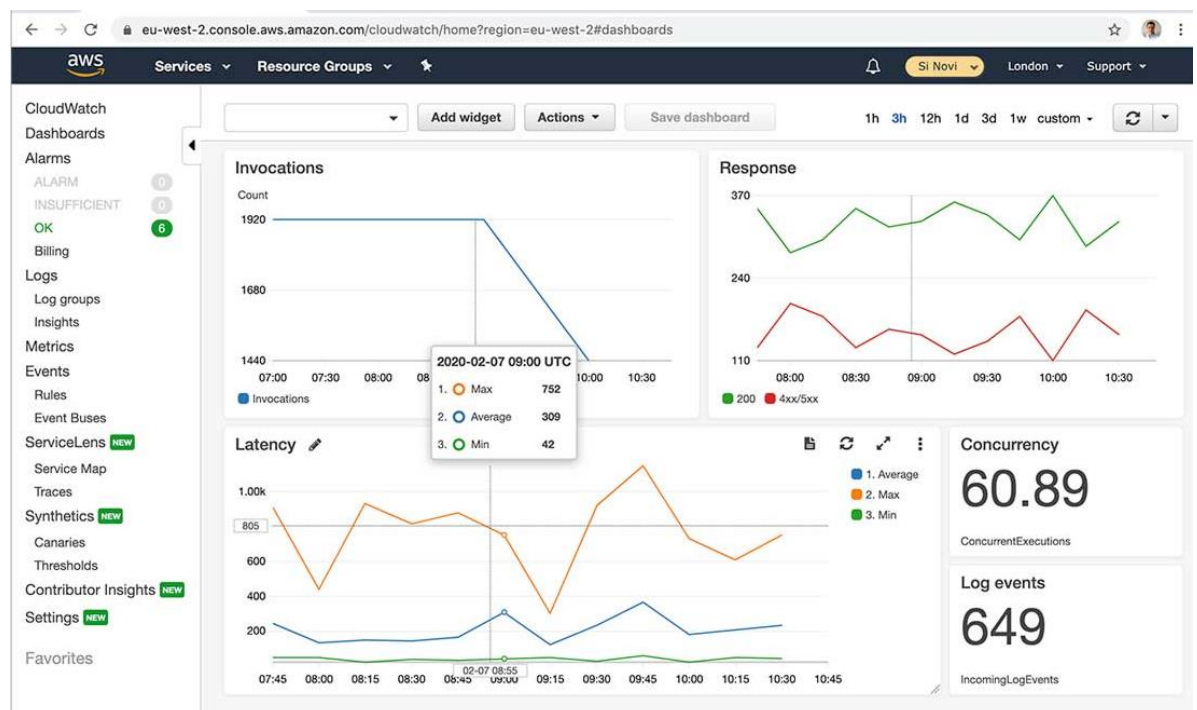 eu-west-2.console.aws.amazon.com/cloudwatch/home?region=eu-west-2#dashboards
aws Services Resource Groups Si Novi London Support
CloudWatch
Dashboards
Alarms
ALARM 0
INSUFFICIENT 0
OK 6
Billing
Logs
Log groups
Insights
Metrics
Events
Rules
Event Buses
ServiceLens NEW
Service Map
Traces
Synthetics NEW
Canaries
Thresholds
Contributor Insights NEW
Settings NEW
Favorites
Add widget Actions Save dashboard 1h 3h 12h 1d 3d 1w custom
Invocations
Count
1920
1680
1440
07:00 07:30 08:00 08 10:00 10:30
Invocations
2020-02-07 09:00 UTC
1. Max 752
2. Average 309
3. Min 42
Response
370
240
110
08:00 08:30 09:00 09:30 10:00 10:30
200 4xx/5xx
Latency
1. Average
2. Max
3. Min
1.00k
805
600
400
200
02-07 08:55
07:45 08:00 08:15 08:30 08:45 09:00 09:15 09:30 09:45 10:00 10:15 10:30 10:45
Concurrency
60.89
ConcurrentExecutions
Log events
649
IncomingLogEvents